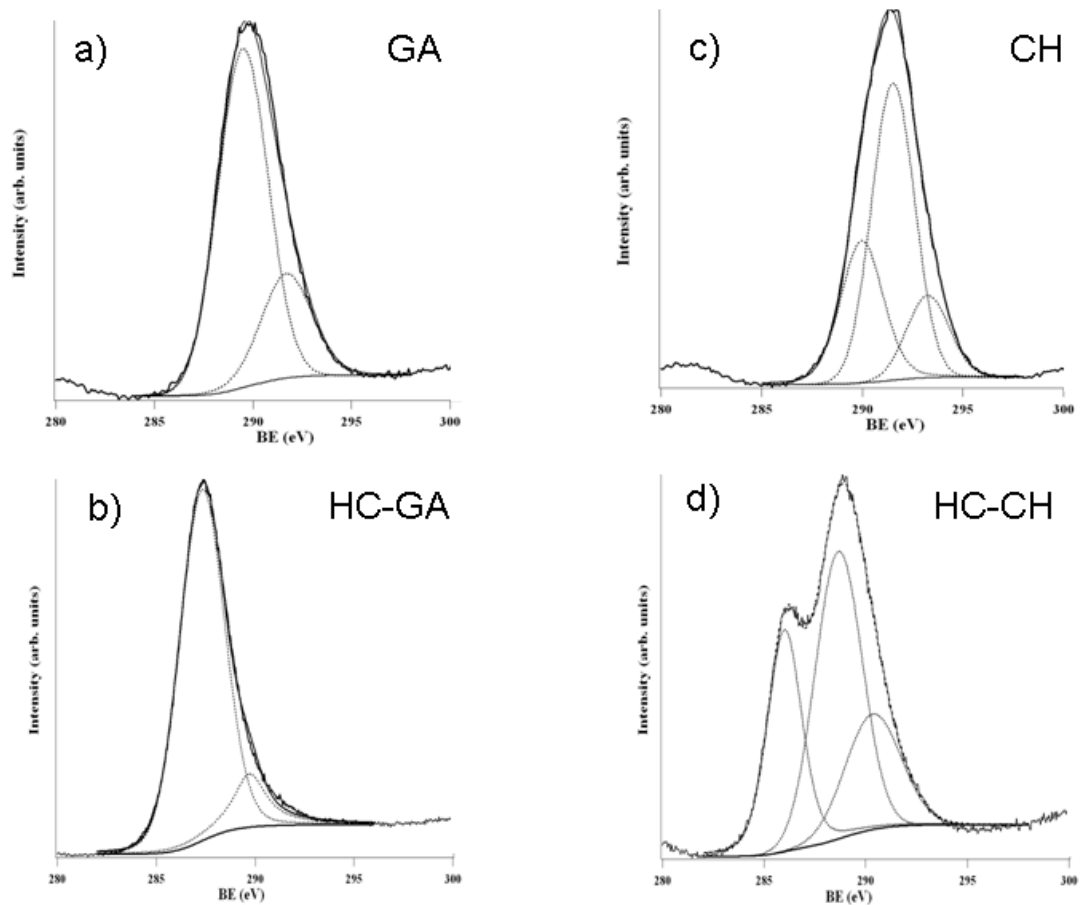 a) GA
Intensity (arb. units)
280 285 290 295 300
BE (eV)
c) CH
Intensity (arb. units)
280 285 290 295 300
BE (eV)
b) HC-GA
Intensity (arb. units)
280 285 290 295 300
BE (eV)
d) HC-CH
Intensity (arb. units)
280 285 290 295 300
BE (eV)